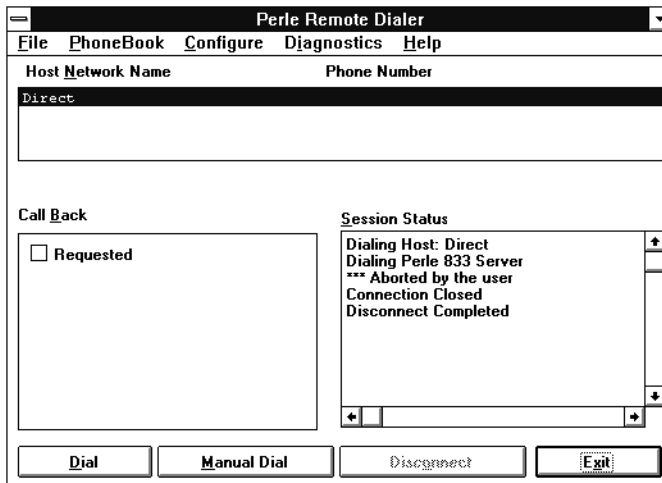 Perle Remote Dialer
File PhoneBook Configure Diagnostics Help
Host Network Name Phone Number
Direct
Call Back
Requested
Session Status
Dialing Host: Direct
Dialing Perle 833 Server
*** Aborted by the user
Connection Closed
Disconnect Completed
Dial Manual Dial Disconnect Exit